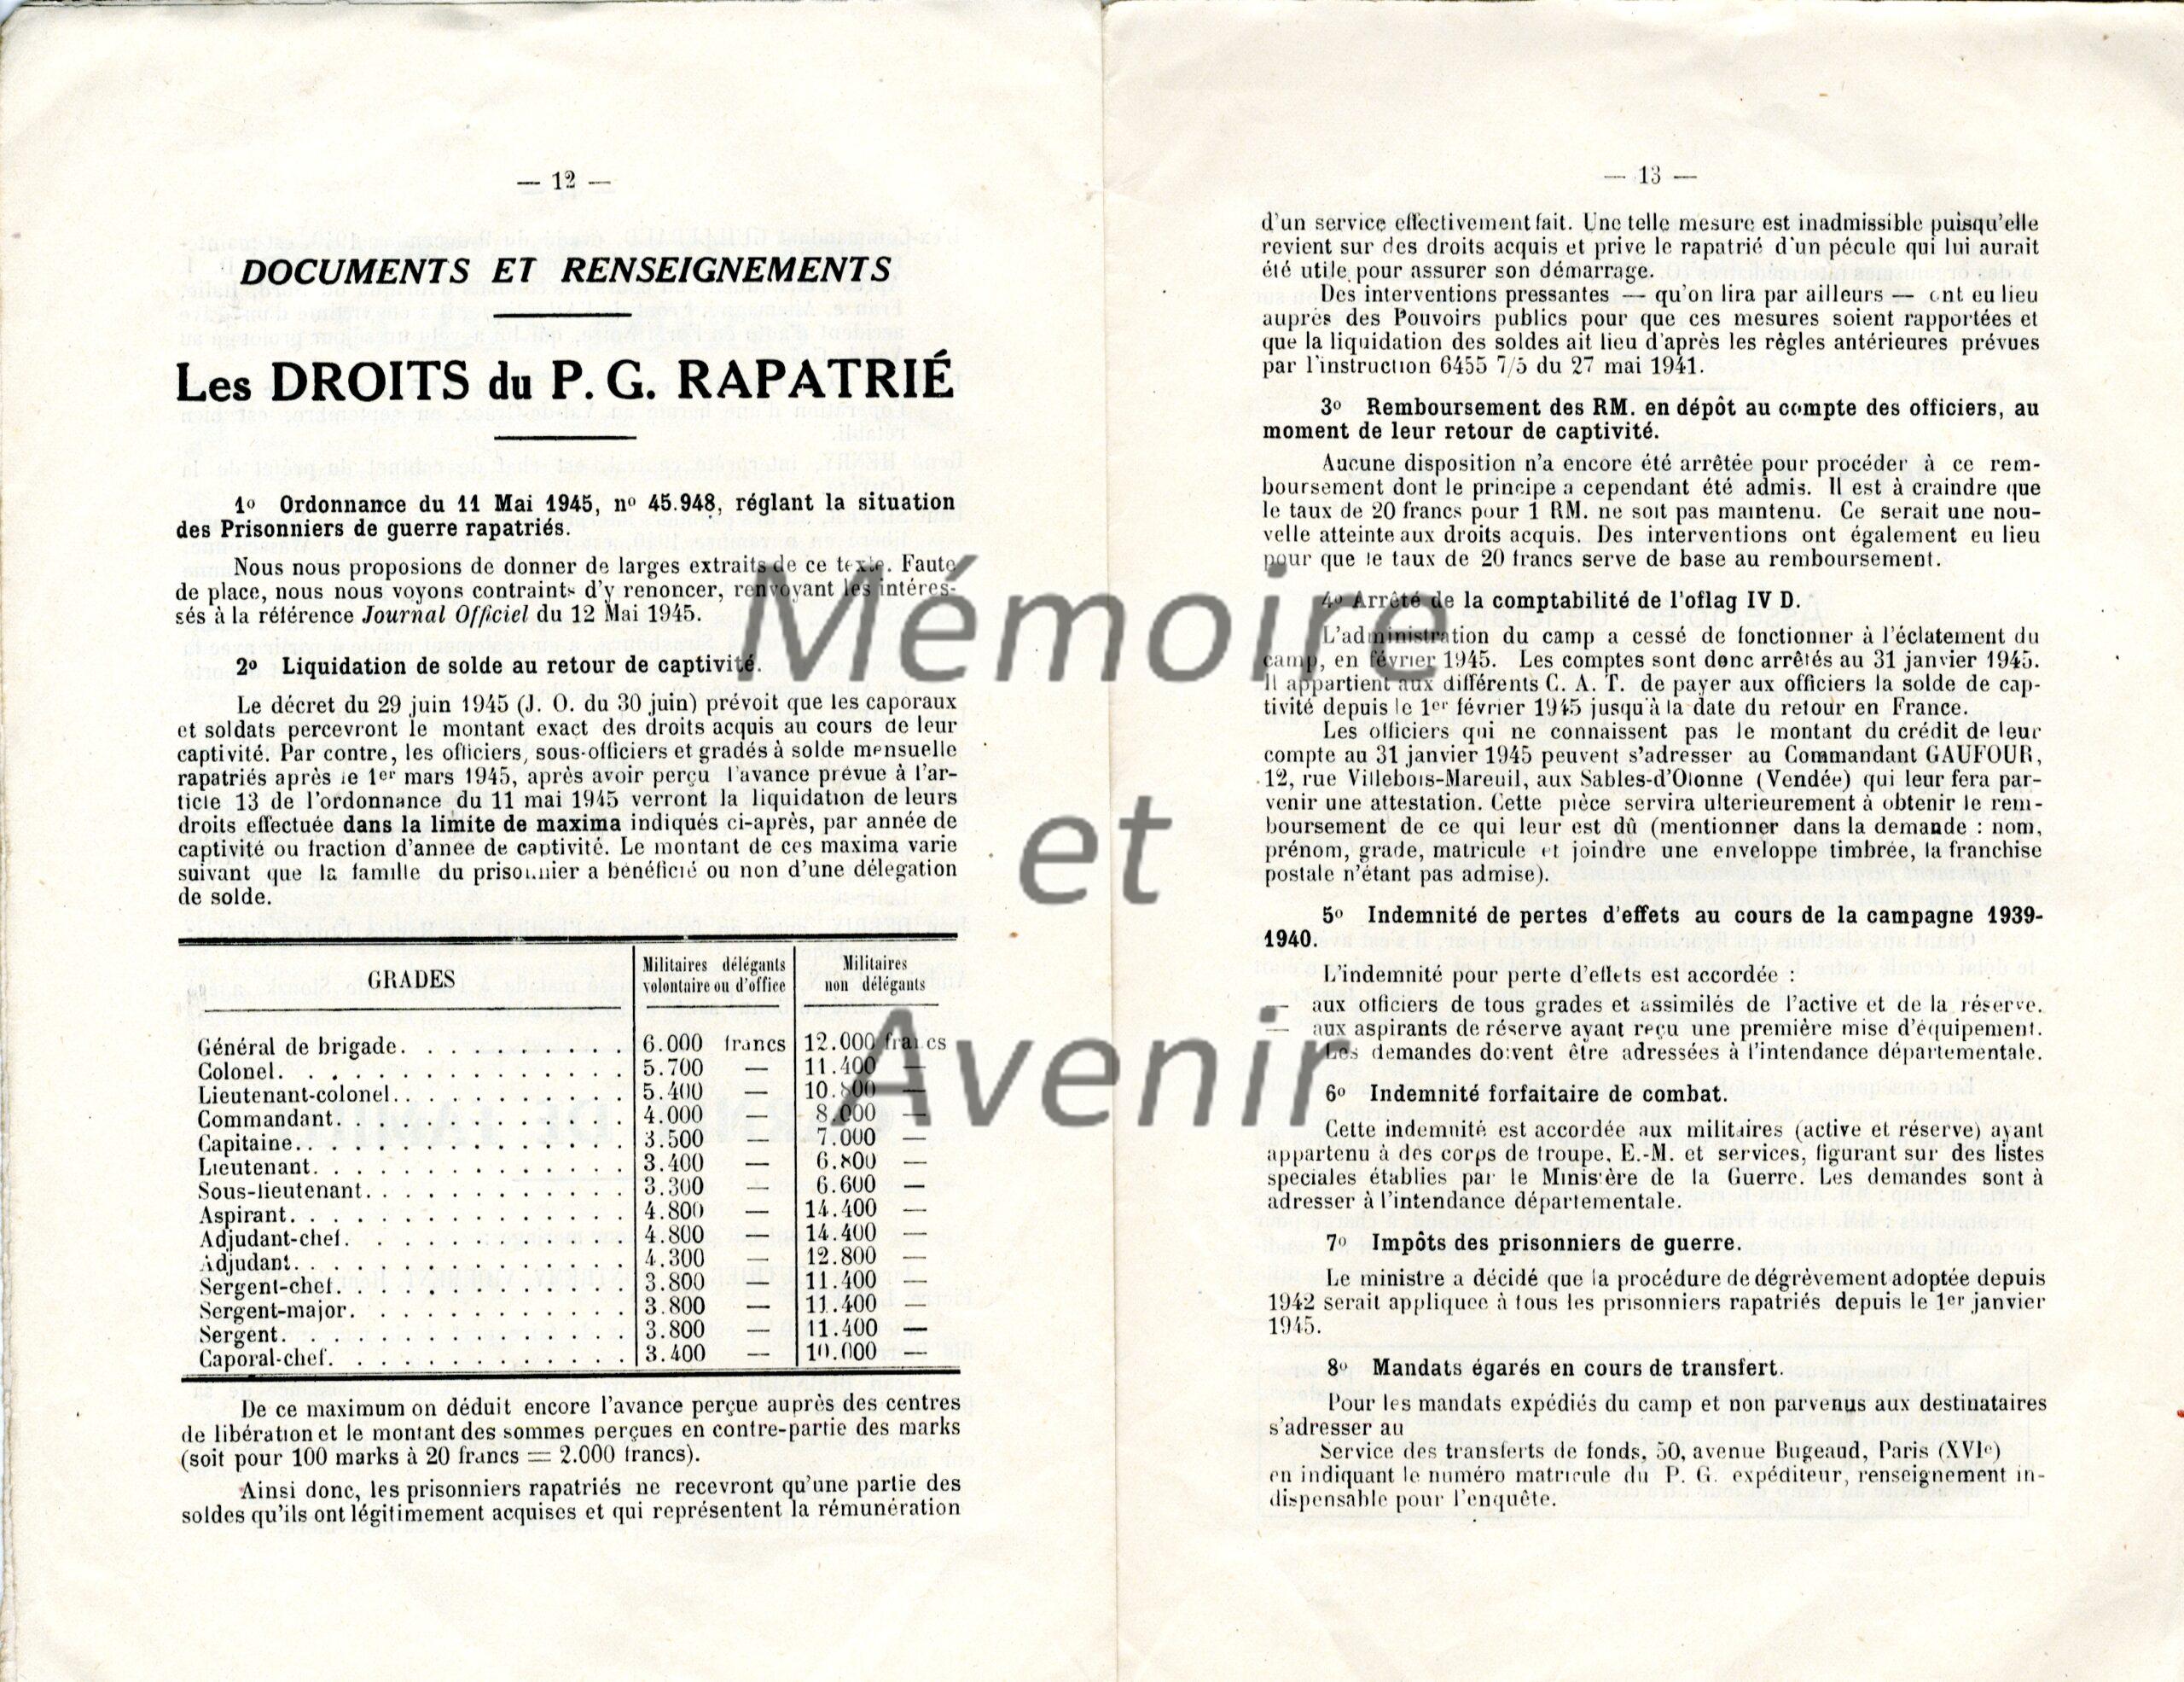 — 12 —
DOCUMENTS ET RENSEIGNEMENTS
Les DROITS du P. G. RAPATRIÉ
1o Ordonnance du 11 Mai 1945, no 45.948, réglant la situation
des Prisonniers de guerre rapatriés.
Nous nous proposions de donner de larges extraits de ce texte. Faute
de place, nous nous voyons contraints d'y renoncer, renvoyant les intéres-
sés à la référence Journal Officiel du 12 Mai 1945.
2o Liquidation de solde au retour de captivité.
Le décret du 29 juin 1945 (J. O. du 30 juin) prévoit que les caporaux
et soldats percevront le montant exact des droits acquis au cours de leur
captivité. Par contre, les officiers, sous-officiers et gradés à solde mensuelle
rapatriés après le 1er mars 1945, après avoir perçu l'avance prévue à l'ar-
ticle 13 de l'ordonnance du 11 mai 1945 verront la liquidation de leurs
droits effectuée dans la limite de maxima indiqués ci-après, par année de
captivité ou fraction d'année de captivité. Le montant de ces maxima varie
suivant que la famille du prisonnier a bénéficié ou non d'une délégation
de solde.
GRADES Militaires délégants volontaire ou d'office Militaires non délégants
Général de brigade. . . . . . . . . . 6.000 francs 12.000 francs
Colonel. . . . . . . . . . . . . . . 5.700 — 11.400 —
Lieutenant-colonel. . . . . . . . . . . 5.400 — 10.800 —
Commandant. . . . . . . . . . . . . 4.000 — 8.000 —
Capitaine. . . . . . . . . . . . . . . 3.500 — 7.000 —
Lieutenant. . . . . . . . . . . . . . 3.400 — 6.800 —
Sous-lieutenant. . . . . . . . . . . . 3.300 — 6.600 —
Aspirant. . . . . . . . . . . . . . . 4.800 — 14.400 —
Adjudant-chef. . . . . . . . . . . . 4.800 — 14.400 —
Adjudant. . . . . . . . . . . . . . . 4.300 — 12.800 —
Sergent-chef. . . . . . . . . . . . . 3.800 — 11.400 —
Sergent-major. . . . . . . . . . . . 3.800 — 11.400 —
Sergent. . . . . . . . . . . . . . . 3.800 — 11.400 —
Caporal-chef. . . . . . . . . . . . . 3.400 — 10.000 —
De ce maximum on déduit encore l'avance perçue auprès des centres
de libération et le montant des sommes perçues en contre-partie des marks
(soit pour 100 marks à 20 francs = 2.000 francs).
Ainsi donc, les prisonniers rapatriés ne recevront qu'une partie des
soldes qu'ils ont légitimement acquises et qui représentent la rémunération
— 13 —
d'un service effectivement fait. Une telle mesure est inadmissible puisqu'elle
revient sur des droits acquis et prive le rapatrié d'un pécule qui lui aurait
été utile pour assurer son démarrage.
Des interventions pressantes — qu'on lira par ailleurs — ont eu lieu
auprès des Pouvoirs publics pour que ces mesures soient rapportées et
que la liquidation des soldes ait lieu d'après les règles antérieures prévues
par l'instruction 6455 7/5 du 27 mai 1941.
3o Remboursement des RM. en dépôt au compte des officiers, au
moment de leur retour de captivité.
Aucune disposition n'a encore été arrêtée pour procéder à ce rem-
boursement dont le principe a cependant été admis. Il est à craindre que
le taux de 20 francs pour 1 RM. ne soit pas maintenu. Ce serait une nou-
velle atteinte aux droits acquis. Des interventions ont également eu lieu
pour que le taux de 20 francs serve de base au remboursement.
4o Arrêté de la comptabilité de l'oflag IV D.
L'administration du camp a cessé de fonctionner à l'éclatement du
camp, en février 1945. Les comptes sont donc arrêtés au 31 janvier 1945.
Il appartient aux différents C. A. T. de payer aux officiers la solde de cap-
tivité depuis le 1er février 1945 jusqu'à la date du retour en France.
Les officiers qui ne connaissent pas le montant du crédit de leur
compte au 31 janvier 1945 peuvent s'adresser au Commandant GAUFOUR,
12, rue Villebois-Mareuil, aux Sables-d'Olonne (Vendée) qui leur fera par-
venir une attestation. Cette pièce servira ulterieurement à obtenir le rem-
boursement de ce qui leur est dû (mentionner dans la demande : nom,
prénom, grade, matricule et joindre une enveloppe timbrée, la franchise
postale n'étant pas admise).
5o Indemnité de pertes d'effets au cours de la campagne 1939-
1940.
L'indemnité pour perte d'effets est accordée :
— aux officiers de tous grades et assimilés de l'active et de la réserve.
— aux aspirants de réserve ayant reçu une première mise d'équipement.
Les demandes doivent être adressées à l'intendance départementale.
6o Indemnité forfaitaire de combat.
Cette indemnité est accordée aux militaires (active et réserve) ayant
appartenu à des corps de troupe, E.-M. et services, figurant sur des listes
speciales établies par le Ministère de la Guerre. Les demandes sont à
adresser à l'intendance départementale.
7o Impôts des prisonniers de guerre.
Le ministre a décidé que la procédure de dégrèvement adoptée depuis
1942 serait appliquee à tous les prisonniers rapatriés depuis le 1er janvier
1945.
8o Mandats égarés en cours de transfert.
Pour les mandats expédiés du camp et non parvenus aux destinataires
s'adresser au
Service des transferts de fonds, 50, avenue Bugeaud, Paris (XVIe)
en indiquant le numéro matricule du P. G. expéditeur, renseignement in-
dispensable pour l'enquête.
Mémoire
et
Avenir